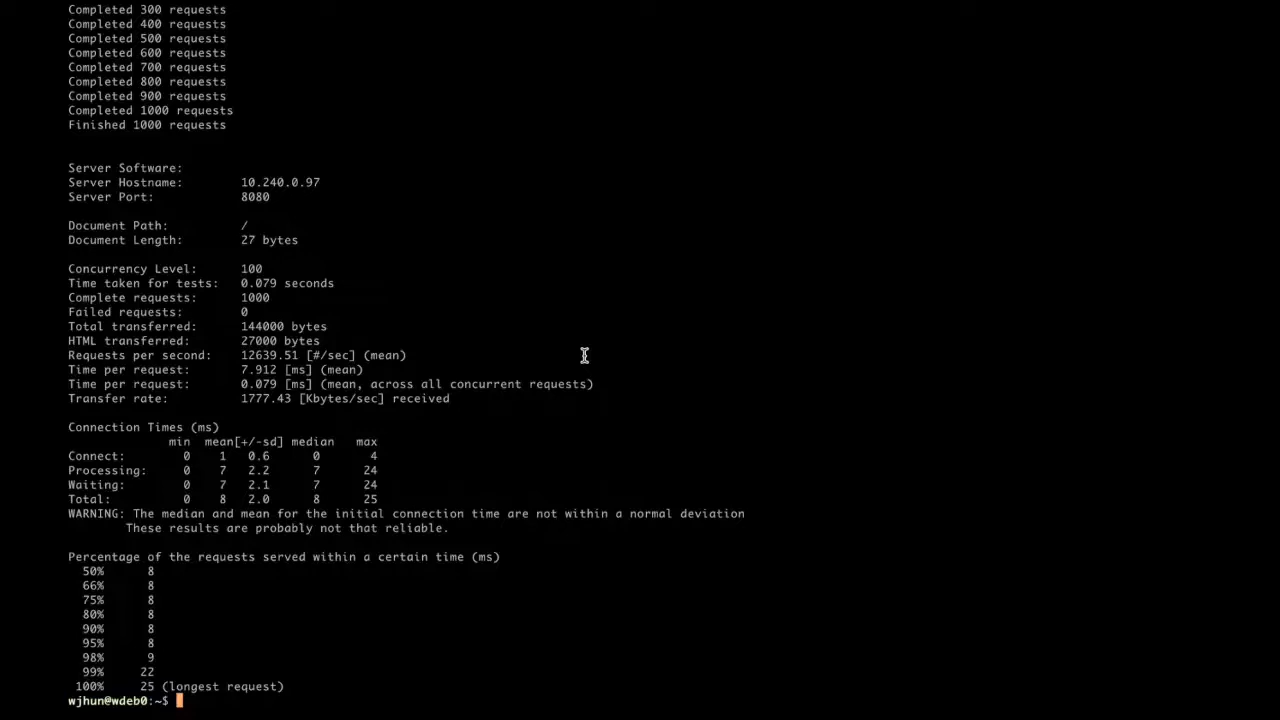 Completed 300 requests
Completed 400 requests
Completed 500 requests
Completed 600 requests
Completed 700 requests
Completed 800 requests
Completed 900 requests
Completed 1000 requests
Finished 1000 requests
Server Software:
Server Hostname: 10.240.0.97
Server Port: 8080
Document Path: /
Document Length: 27 bytes
Concurrency Level: 100
Time taken for tests: 0.079 seconds
Complete requests: 1000
Failed requests: 0
Total transferred: 144000 bytes
HTML transferred: 27000 bytes
Requests per second: 12639.51 [#/sec] (mean)
Time per request: 7.912 [ms] (mean)
Time per request: 0.079 [ms] (mean, across all concurrent requests)
Transfer rate: 1777.43 [Kbytes/sec] received
Connection Times (ms)
min mean[+/-sd] median max
Connect: 0 1 0.6 0 4
Processing: 0 7 2.2 7 24
Waiting: 0 7 2.1 7 24
Total: 0 8 2.0 8 25
WARNING: The median and mean for the initial connection time are not within a normal deviation
These results are probably not that reliable.
Percentage of the requests served within a certain time (ms)
50% 8
66% 8
75% 8
80% 8
90% 8
95% 8
98% 9
99% 22
100% 25 (longest request)
wjhun@wdeb0:~$